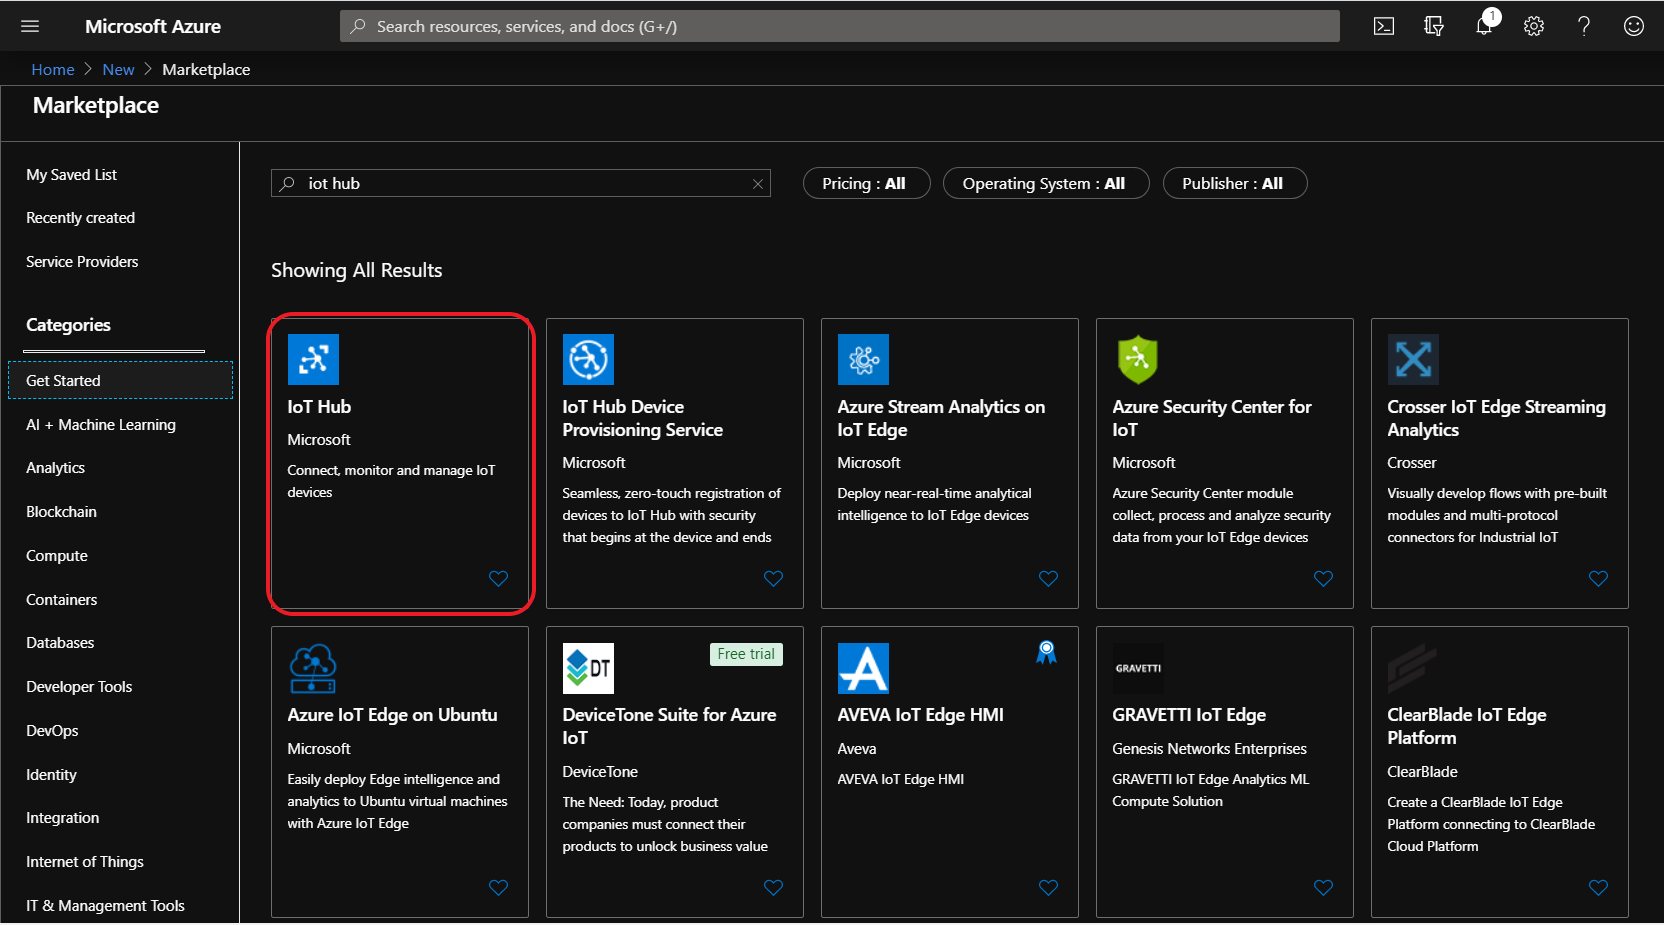 Microsoft Azure
Search resources, services, and docs (G+/)
1
Home > New > Marketplace
Marketplace
My Saved List
Recently created
Service Providers
Categories
Get Started
AI + Machine Learning
Analytics
Blockchain
Compute
Containers
Databases
Developer Tools
DevOps
Identity
Integration
Internet of Things
IT & Management Tools
iot hub
Pricing : All
Operating System : All
Publisher : All
Showing All Results
IoT Hub
Microsoft
Connect, monitor and manage IoT
devices
IoT Hub Device
Provisioning Service
Microsoft
Seamless, zero-touch registration of
devices to IoT Hub with security
that begins at the device and ends
Azure Stream Analytics on
IoT Edge
Microsoft
Deploy near-real-time analytical
intelligence to IoT Edge devices
Azure Security Center for
IoT
Microsoft
Azure Security Center module
collect, process and analyze security
data from your IoT Edge devices
Crosser IoT Edge Streaming
Analytics
Crosser
Visually develop flows with pre-built
modules and multi-protocol
connectors for Industrial IoT
Azure IoT Edge on Ubuntu
Microsoft
Easily deploy Edge intelligence and
analytics to Ubuntu virtual machines
with Azure IoT Edge
DT
Free trial
DeviceTone Suite for Azure
IoT
DeviceTone
The Need: Today, product
companies must connect their
products to unlock business value
AVEVA IoT Edge HMI
Aveva
AVEVA IoT Edge HMI
GRAVETTI
GRAVETTI IoT Edge
Genesis Networks Enterprises
GRAVETTI IoT Edge Analytics ML
Compute Solution
ClearBlade IoT Edge
Platform
ClearBlade
Create a ClearBlade IoT Edge
Platform connecting to ClearBlade
Cloud Platform